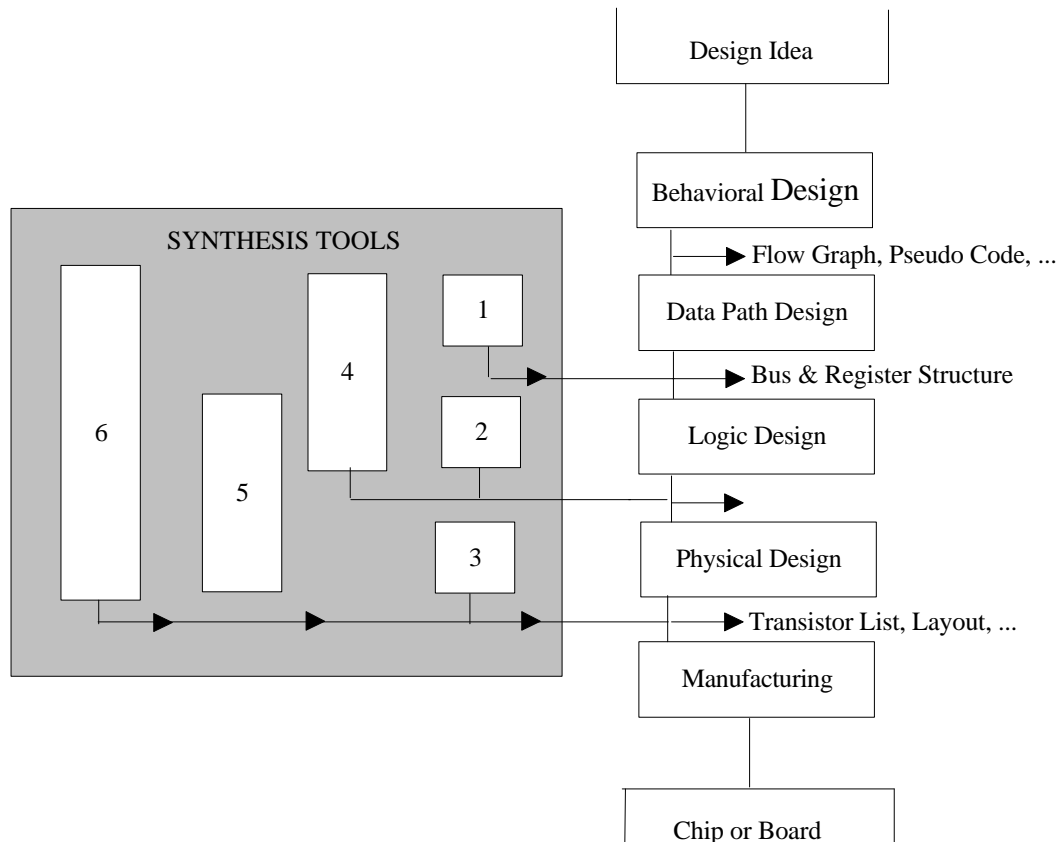 Design Idea
Behavioral Design
SYNTHESIS TOOLS
Flow Graph, Pseudo Code, ...
1
Data Path Design
4
Bus & Register Structure
6
2
Logic Design
5
3
Physical Design
Transistor List, Layout, ...
Manufacturing
Chip or Board